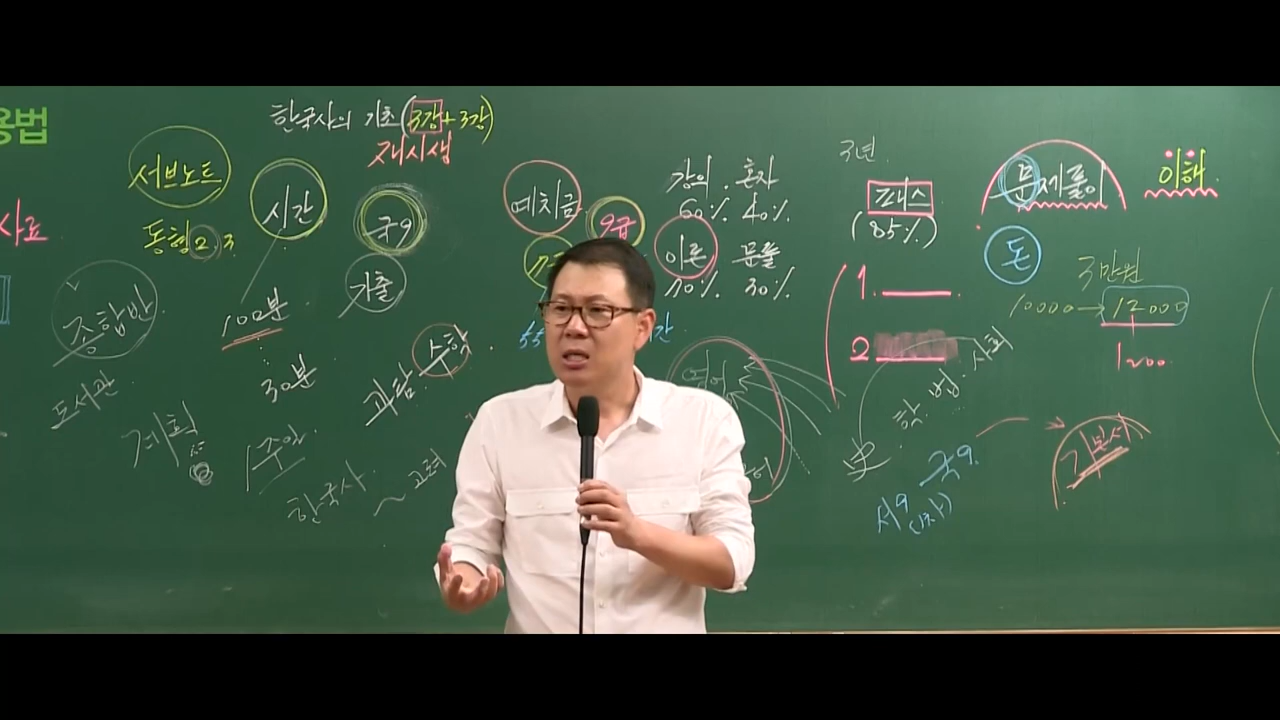 용법
한국사의 기초(3강+3강)
재시생
서브노트
동형2, 3
시간
국9
기출
사료
종합반
도서관
계획
100분
30분
1주일
한국사 ~ 고려
수학
예치금
9급
강의 . 혼자
60% 40%
이론 문풀
70% 30%
3년
프리패스
(85%)
1.
2
법. 사회
史
국9
서9
기본서
문제풀이
이해
돈
3만원
10000→12000
1200